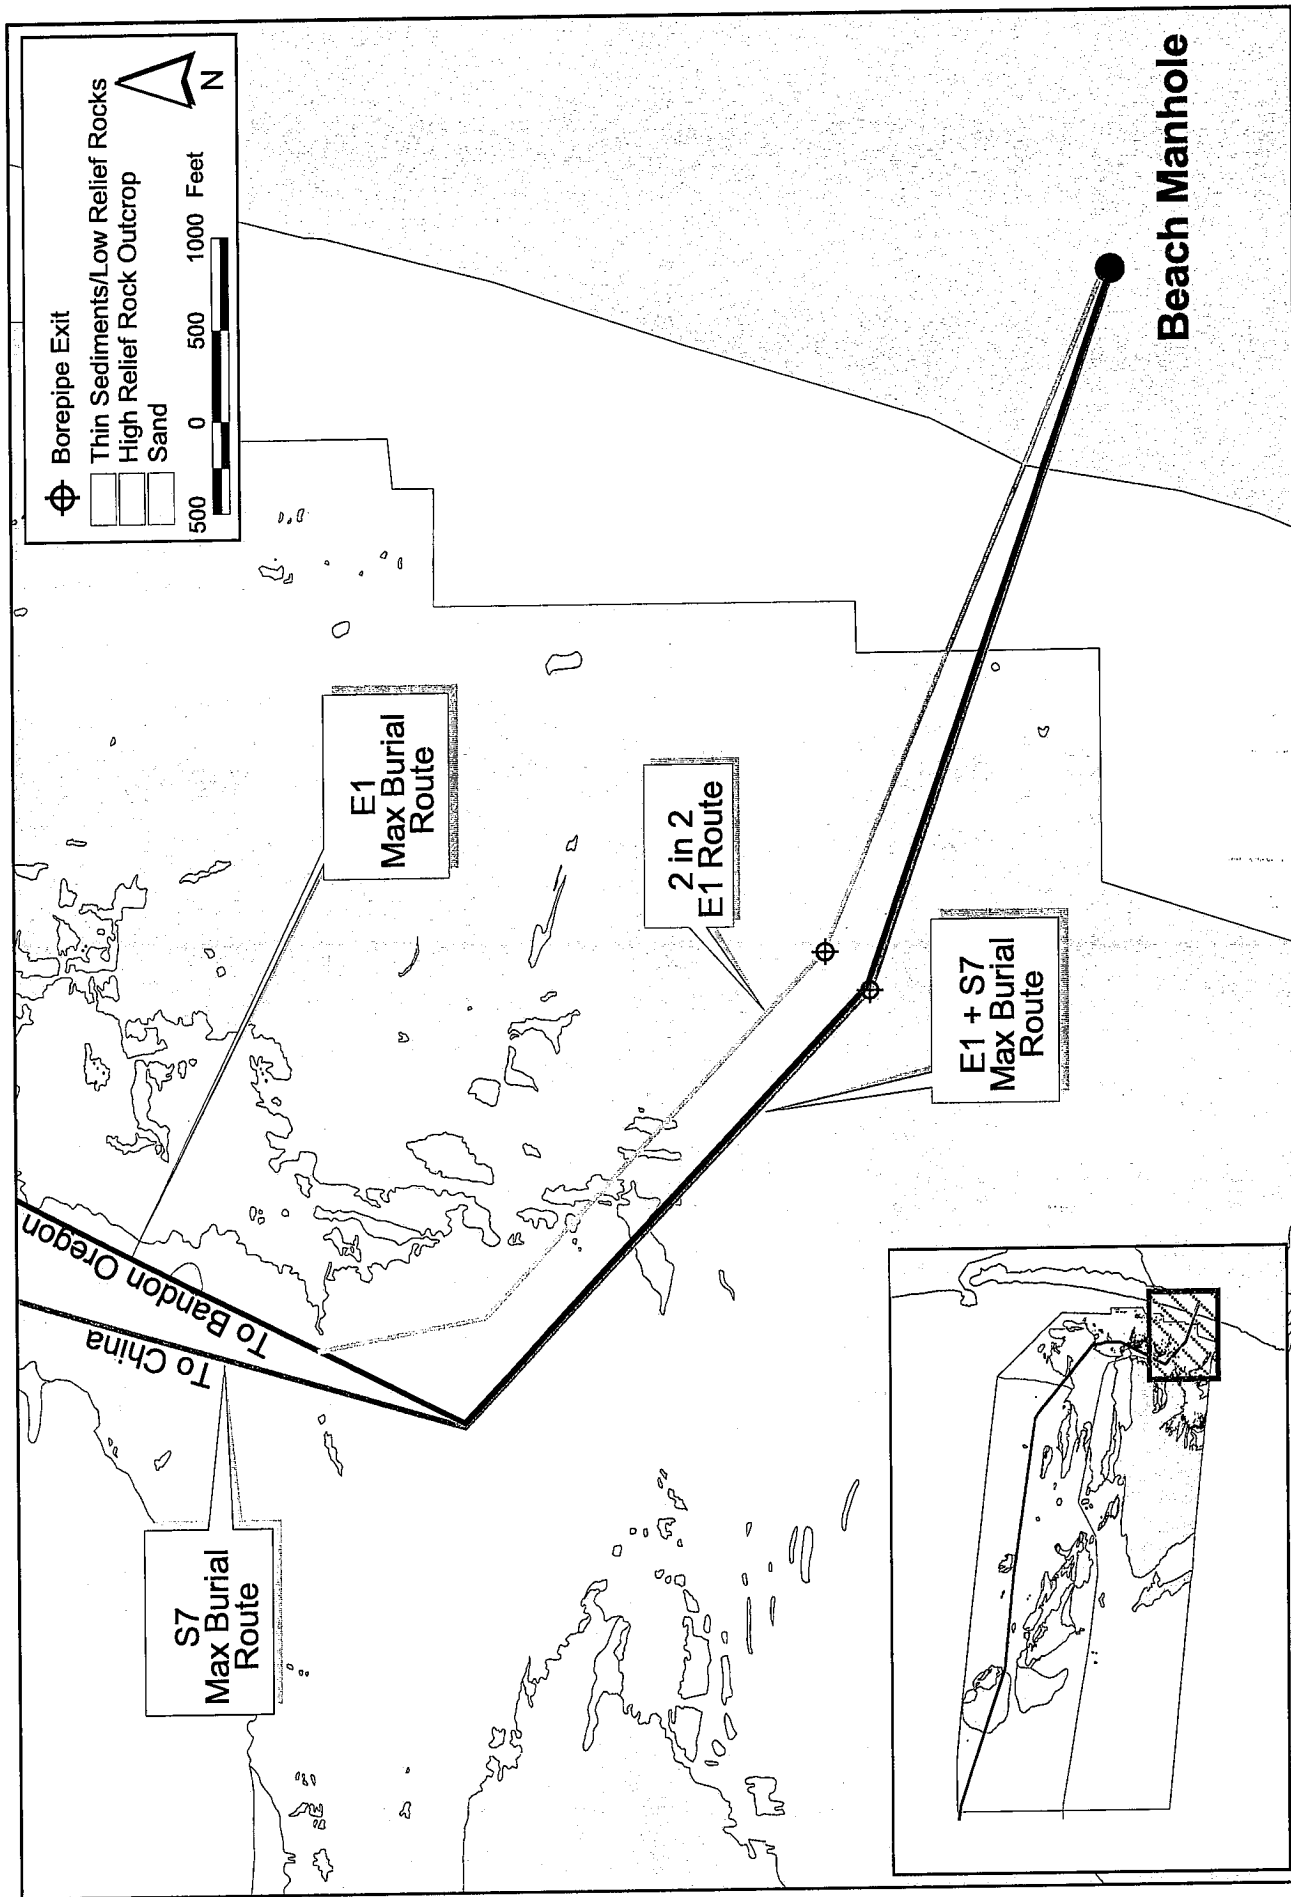 Borepipe Exit
Thin Sediments/Low Relief Rocks
High Relief Rock Outcrop
Sand
500 0 500 1000 Feet
N
To China
To Bandon Oregon
S7
Max Burial
Route
E1
Max Burial
Route
2 in 2
E1 Route
E1 + S7
Max Burial
Route
Beach Manhole